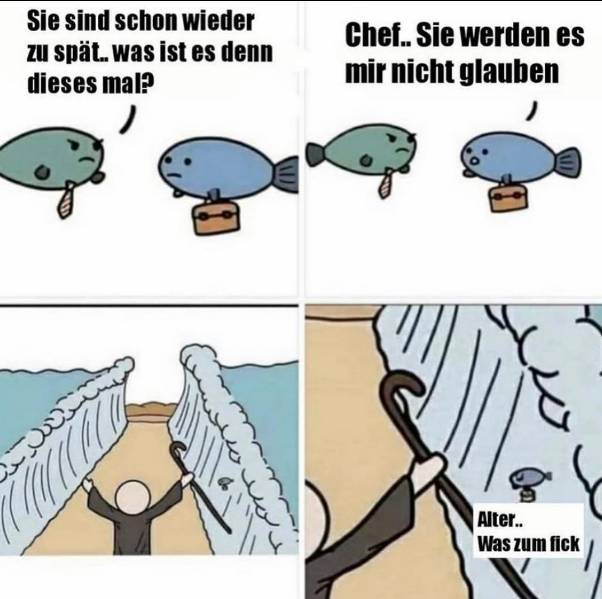 Sie sind schon wieder
zu spät.. was ist es denn
dieses mal?
Chef.. Sie werden es
mir nicht glauben
Alter..
Was zum fick